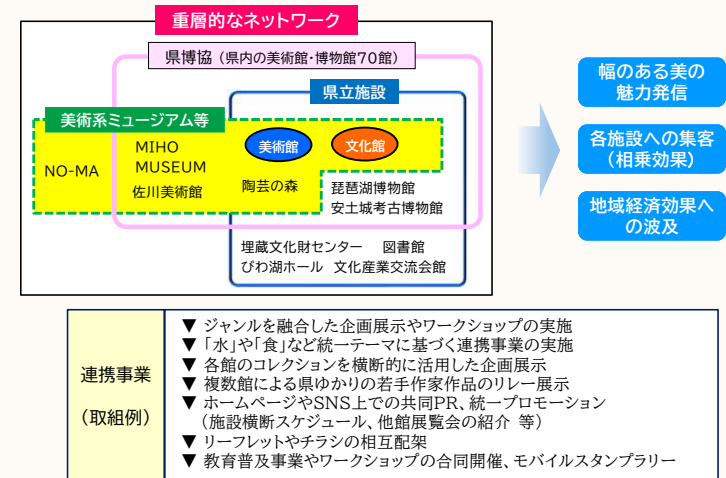 重層的なネットワーク
県博協（県内の美術館・博物館70館）
県立施設
美術系ミュージアム等
NO-MA
MIHO
MUSEUM
佐川美術館
美術館
文化館
陶芸の森
琵琶湖博物館
安土城考古博物館
埋蔵文化財センター 図書館
びわ湖ホール 文化産業交流会館
幅のある美の
魅力発信
各施設への集客
（相乗効果）
地域経済効果へ
の波及
連携事業
（取組例）
▼ ジャンルを融合した企画展示やワークショップの実施
▼ 「水」や「食」など統一テーマに基づく連携事業の実施
▼ 各館のコレクションを横断的に活用した企画展示
▼ 複数館による県ゆかりの若手作家作品のリレー展示
▼ ホームページやSNS上での共同PR、統一プロモーション
（施設横断スケジュール、他館展覧会の紹介 等）
▼ リーフレットやチラシの相互配架
▼ 教育普及事業やワークショップの合同開催、モバイルスタンプラリー